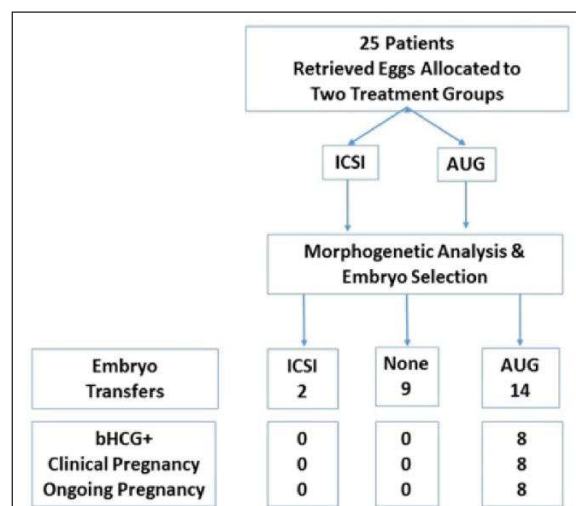 25 Patients
Retrieved Eggs Allocated to
Two Treatment Groups
ICSI AUG
Morphogenetic Analysis &
Embryo Selection
Embryo ICSI None AUG
Transfers 2 9 14
bHCG+ 0 0 8
Clinical Pregnancy 0 0 8
Ongoing Pregnancy 0 0 8